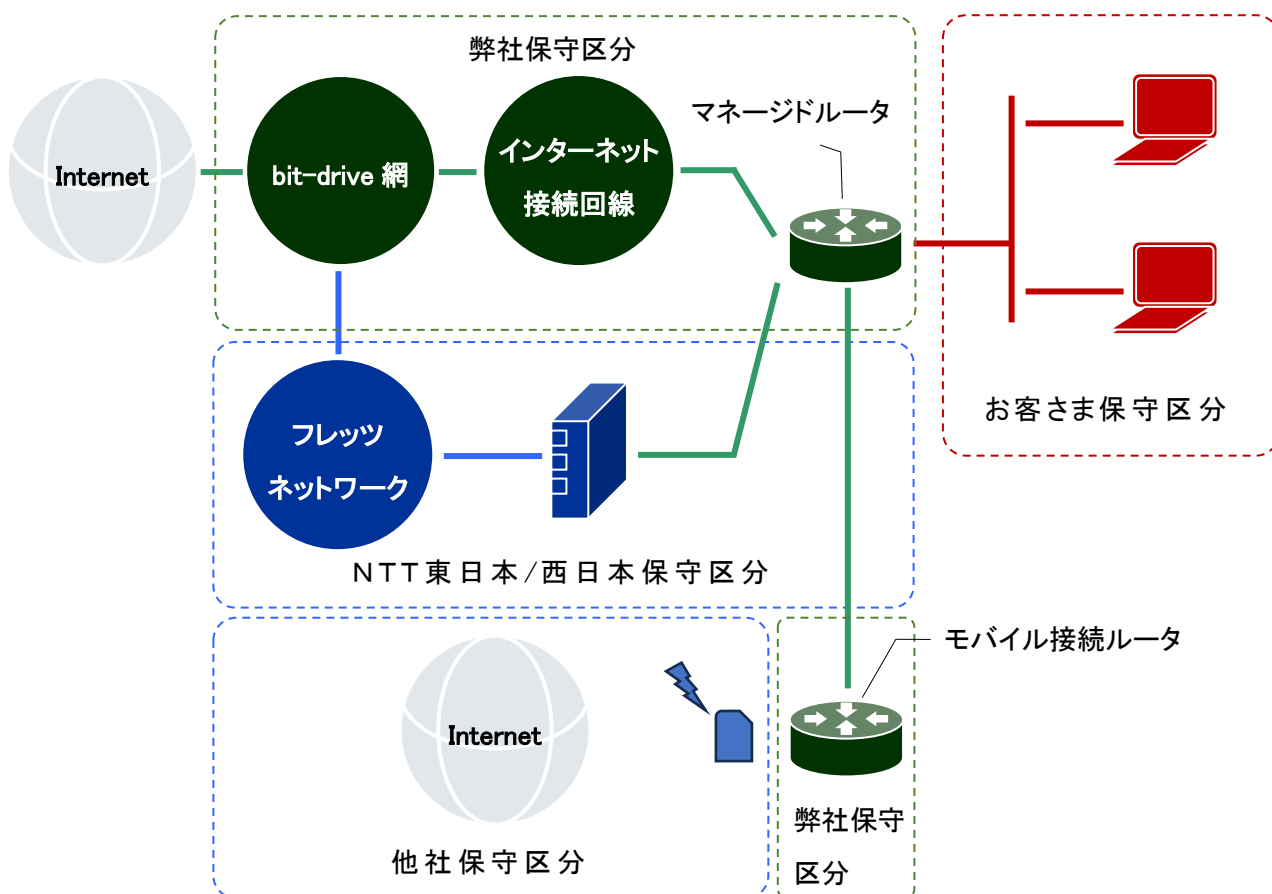 弊社保守区分
マネージドルータ
Internet
bit-drive 網
インターネット
接続回線
お客さま保守区分
フレッツ
ネットワーク
NTT東日本/西日本保守区分
モバイル接続ルータ
Internet
他社保守区分
弊社保守
区分